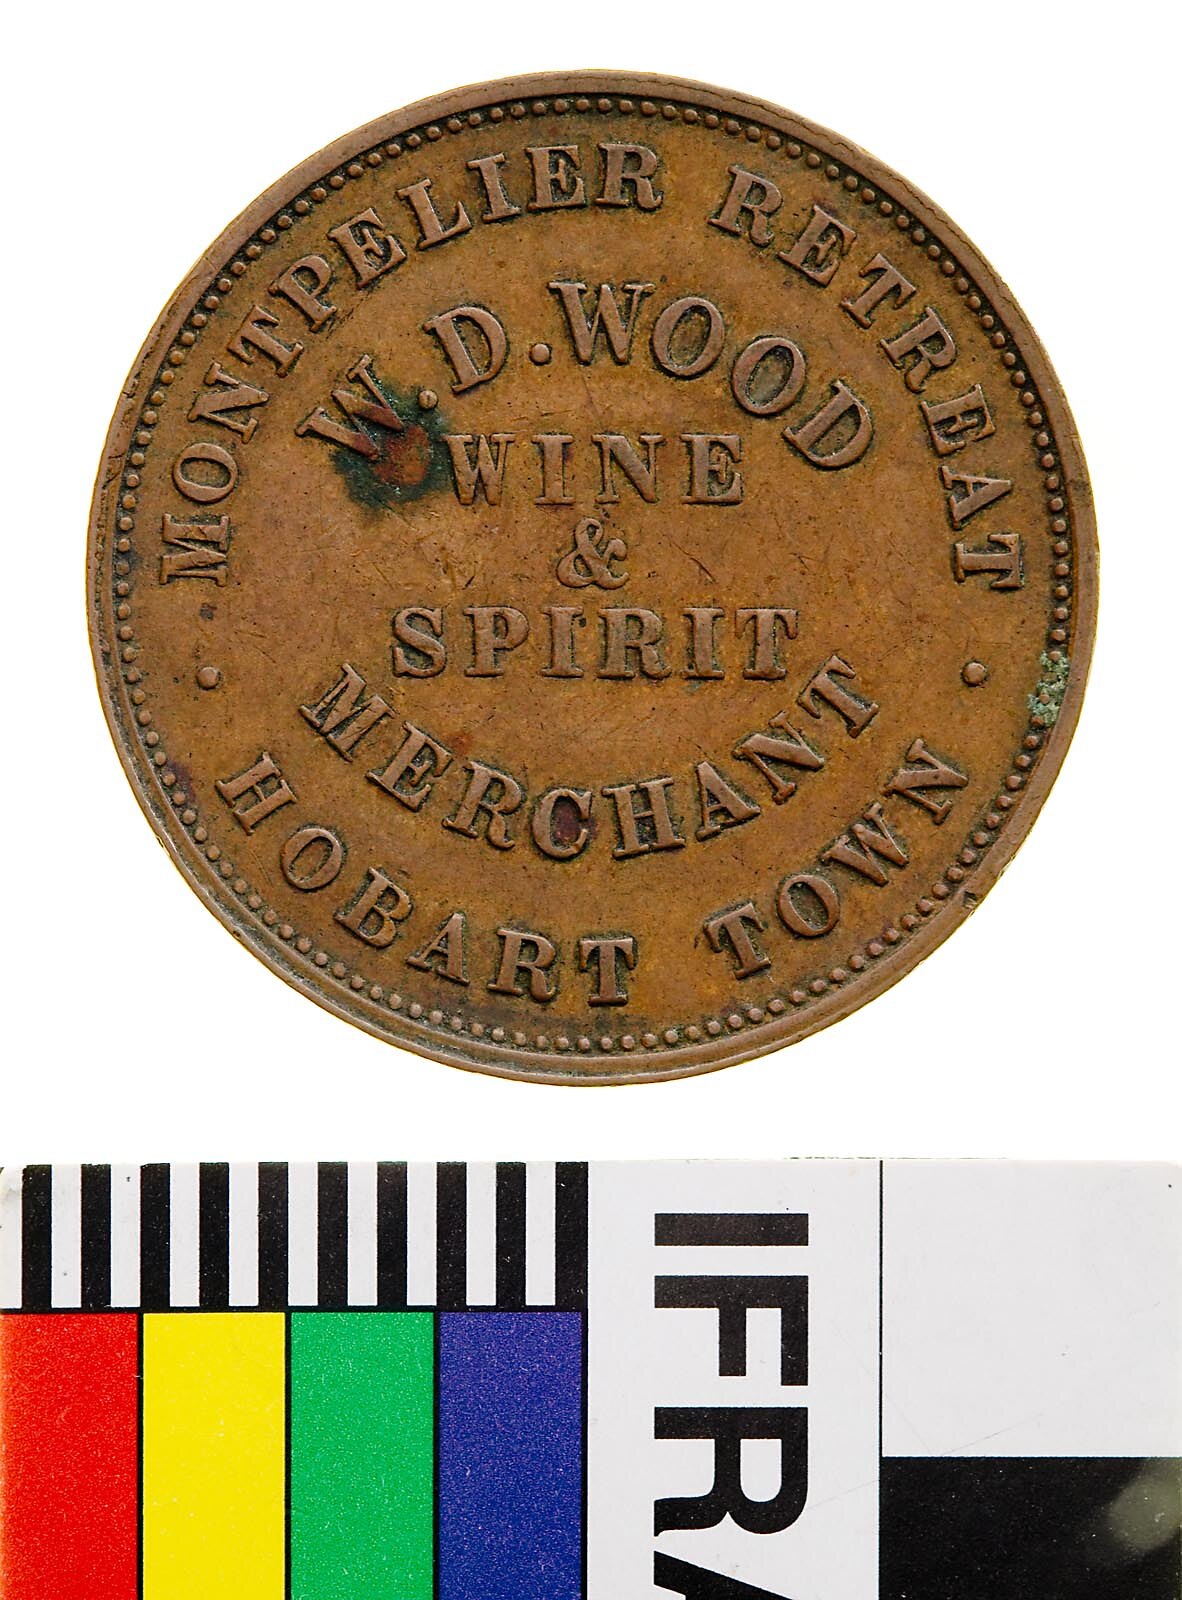 MONTPELIER RETREAT
W.D.WOOD
WINE
&
SPIRIT
MERCHANT
HOBART TOWN
IFRA